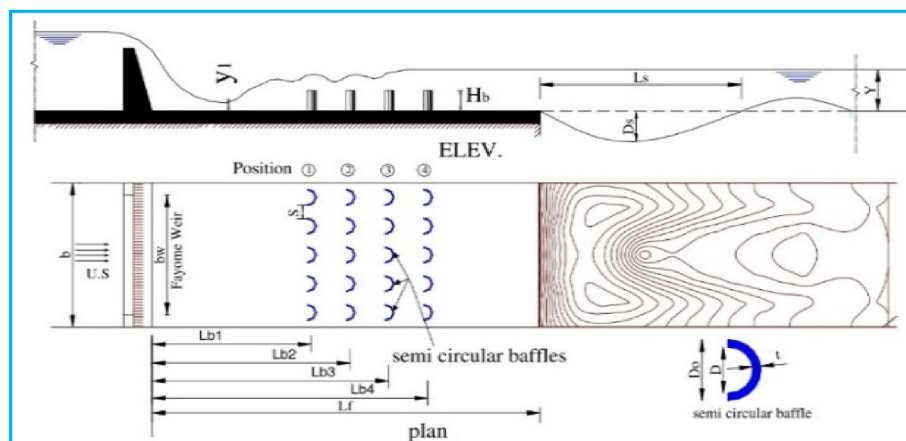 y1
Hb
Ls
Y
Ds
ELEV.
Position 1 2 3 4
S
b
U.S
bw
Fayome Weir
Lb1
Lb2
Lb3
Lb4
Lf
semi circular baffles
plan
Do
D
t
semi circular baffle